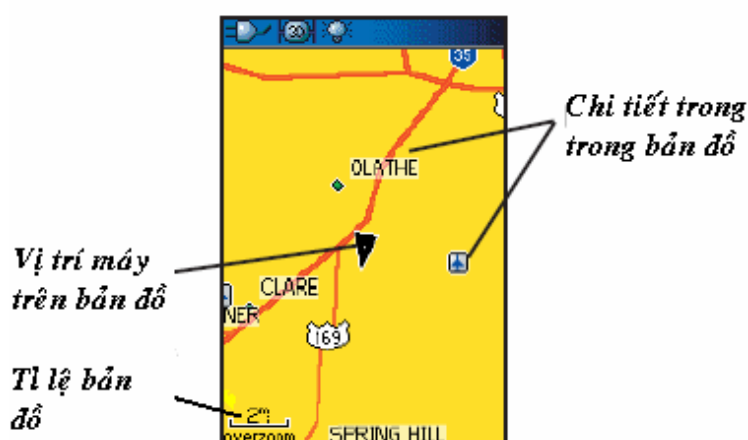 3D
35
Chi tiết trong
trong bản đồ
OLATHE
Vị trí máy
trên bản đồ
CLARE
NER
169
Tỉ lệ bản
đồ
overzoom
SPRING HILL